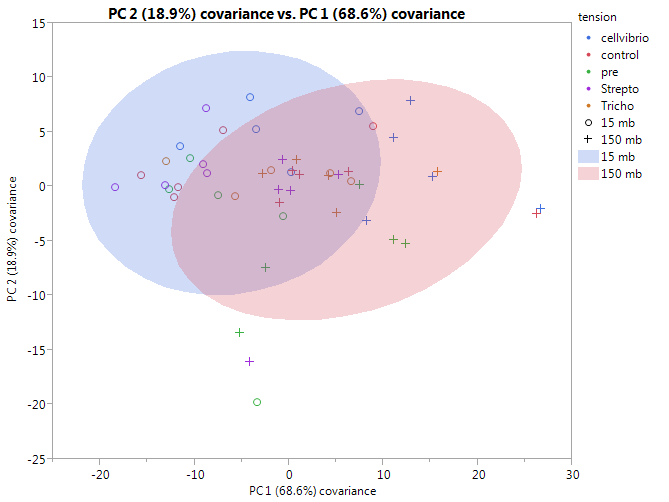 PC 2 (18.9%) covariance vs. PC 1 (68.6%) covariance
tension
cellvibrio
control
pre
Strepto
Tricho
15 mb
150 mb
15 mb
150 mb
PC 2 (18.9%) covariance
15
10
5
0
-5
-10
-15
-20
-25
-20
-10
0
10
20
30
PC 1 (68.6%) covariance